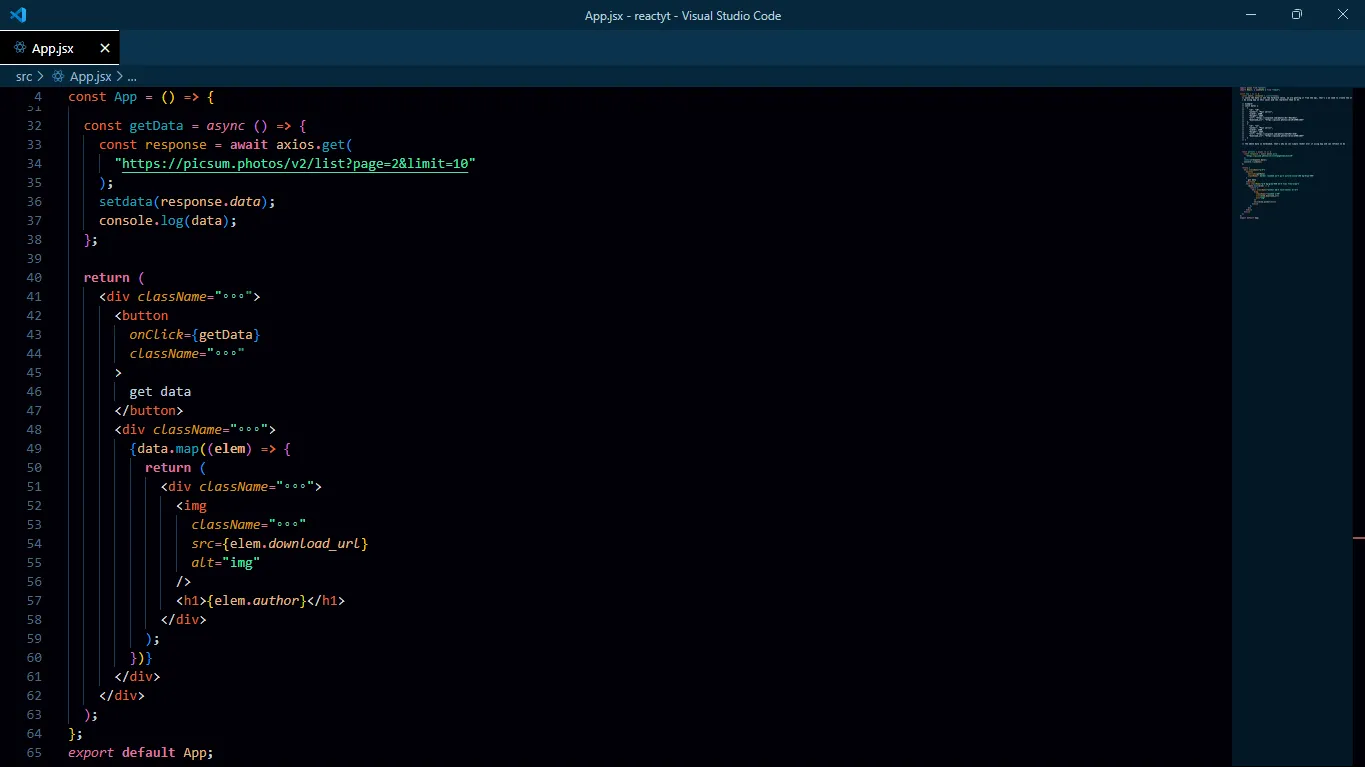 App.jsx - reactyt - Visual Studio Code
App.jsx
src > App.jsx > ...
4 const App = () => {
31
32 const getData = async () => {
33 const response = await axios.get(
34 "https://picsum.photos/v2/list?page=2&limit=10"
35 );
36 setdata(response.data);
37 console.log(data);
38 };
39
40 return (
41 <div className="∘∘∘">
42 <button
43 onClick={getData}
44 className="∘∘∘"
45 >
46 get data
47 </button>
48 <div className="∘∘∘">
49 {data.map((elem) => {
50 return (
51 <div className="∘∘∘">
52 <img
53 className="∘∘∘"
54 src={elem.download_url}
55 alt="img"
56 />
57 <h1>{elem.author}</h1>
58 </div>
59 );
60 })}
61 </div>
62 </div>
63 );
64 };
65 export default App;